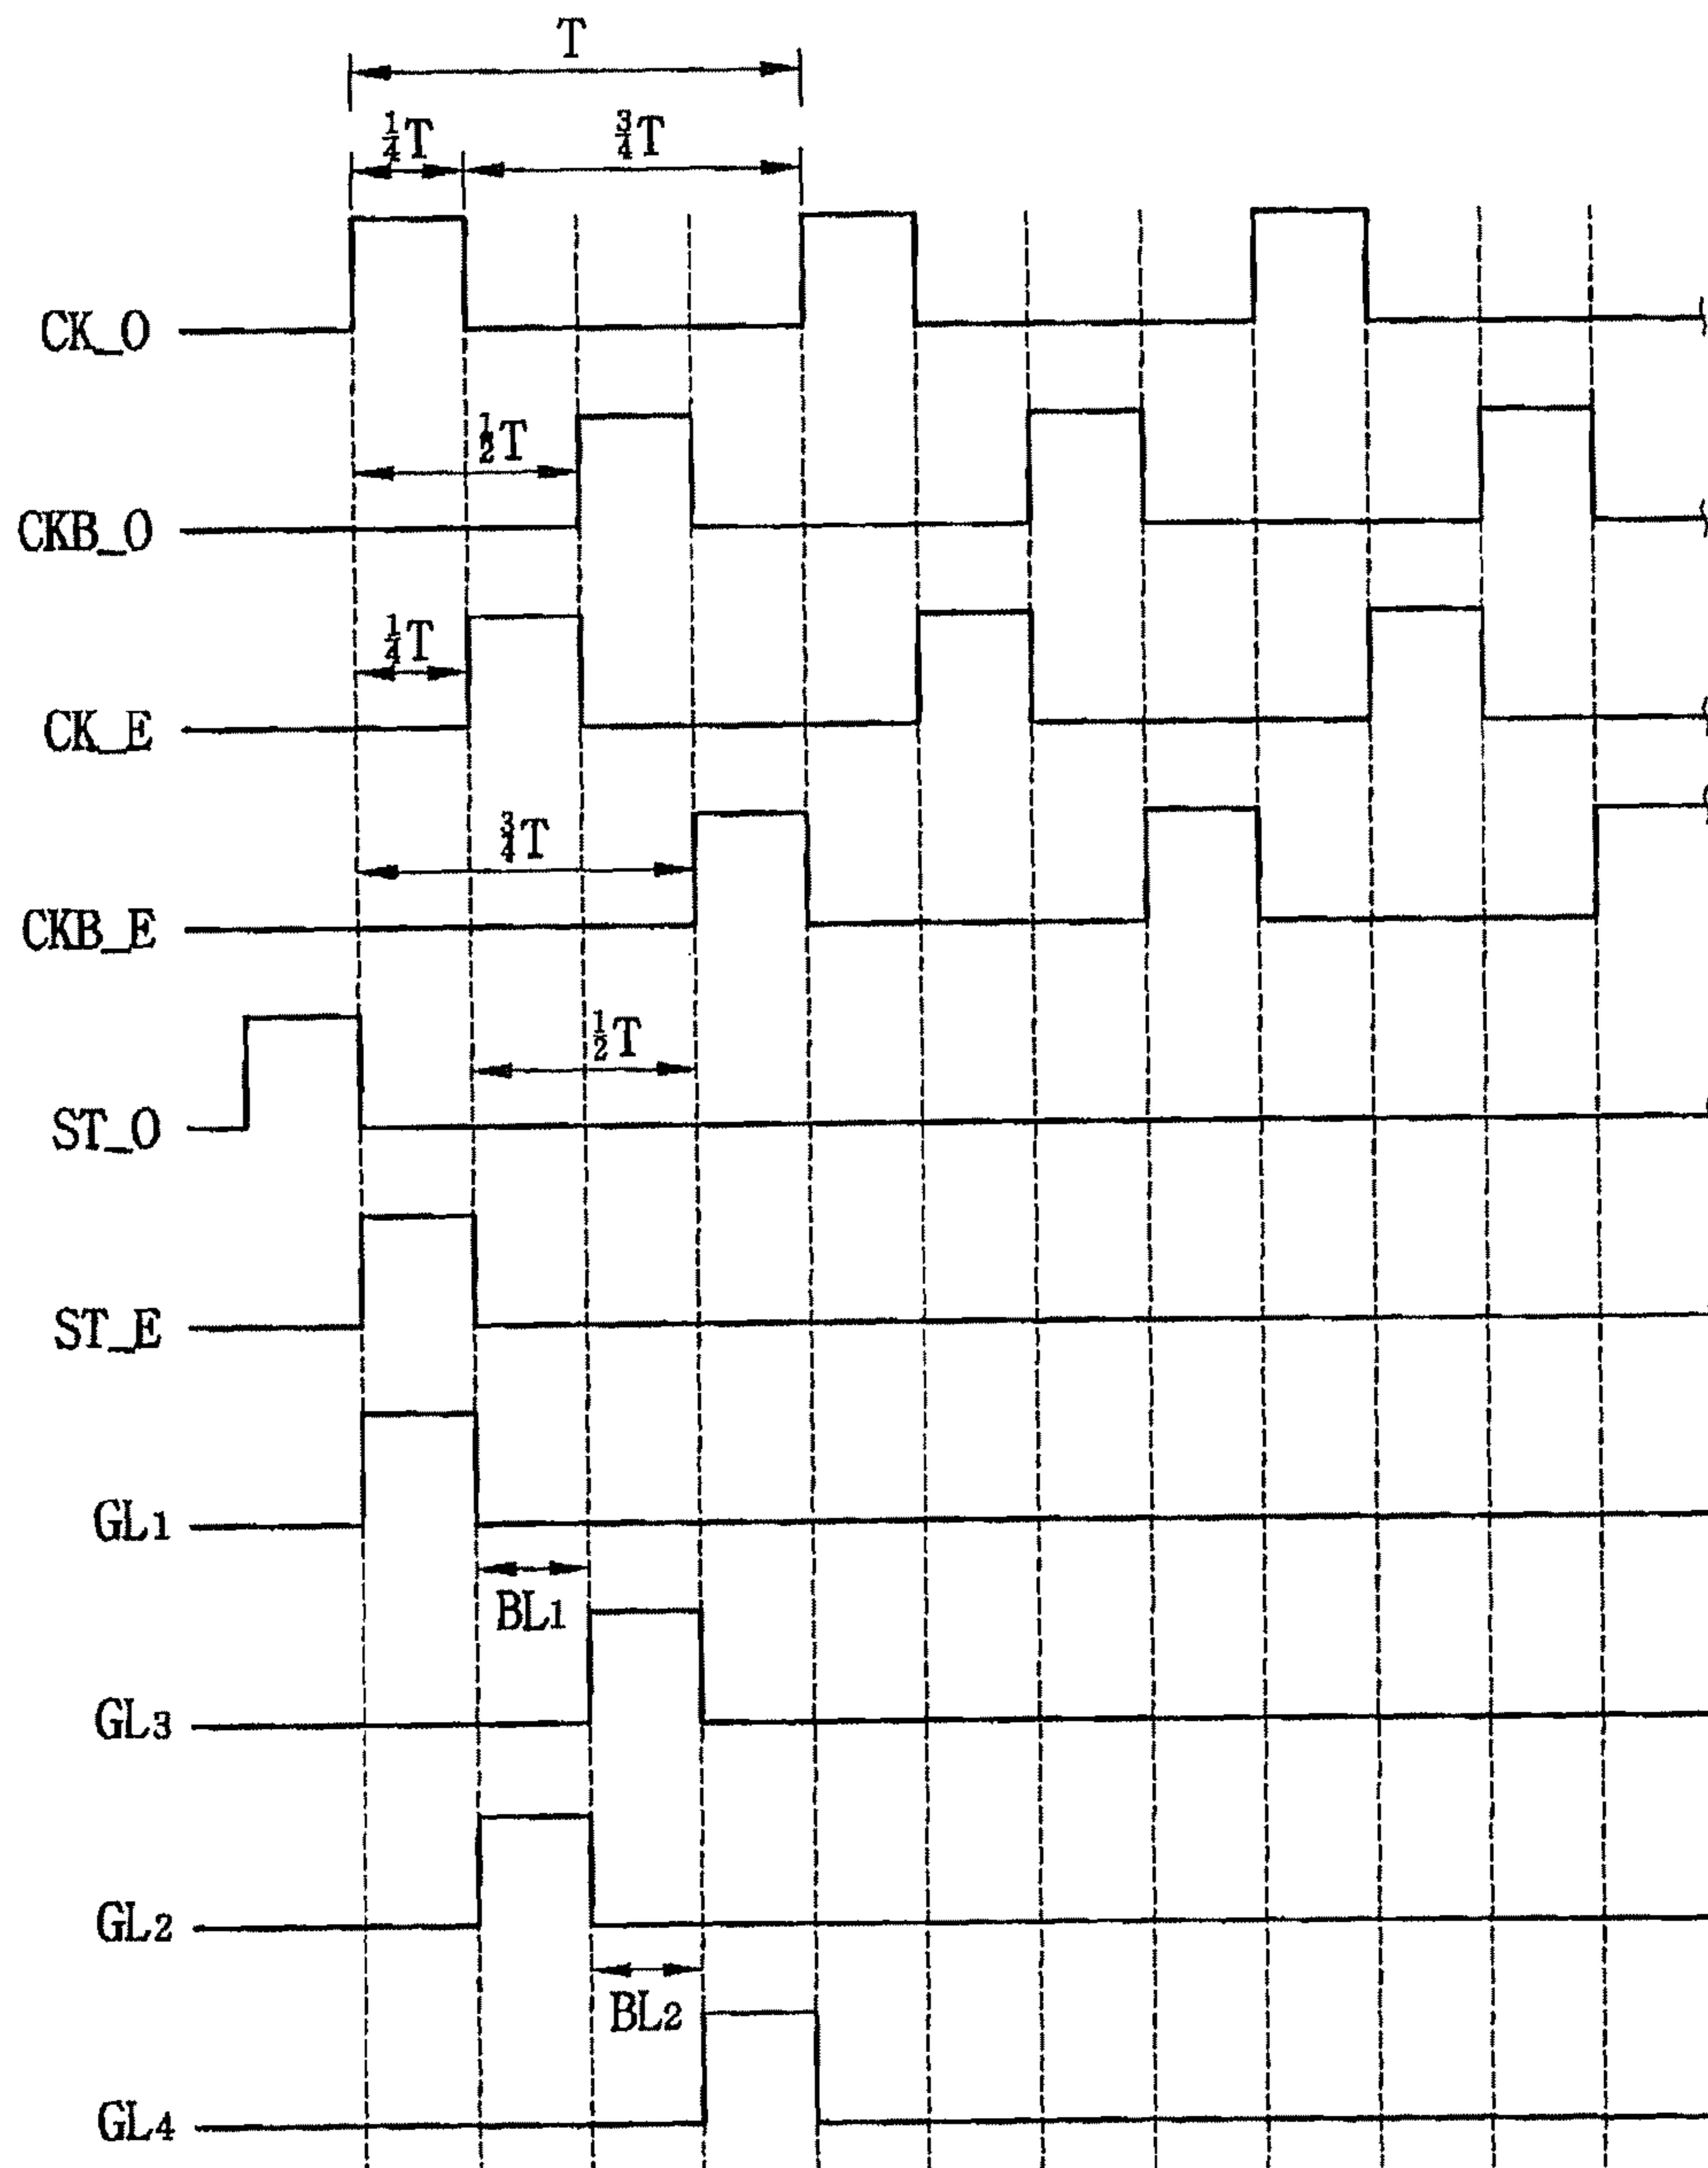 T
¼T
¾T
CK_O
½T
CKB_O
¼T
CK_E
¾T
CKB_E
½T
ST_O
ST_E
GL1
BL1
GL3
GL2
BL2
GL4